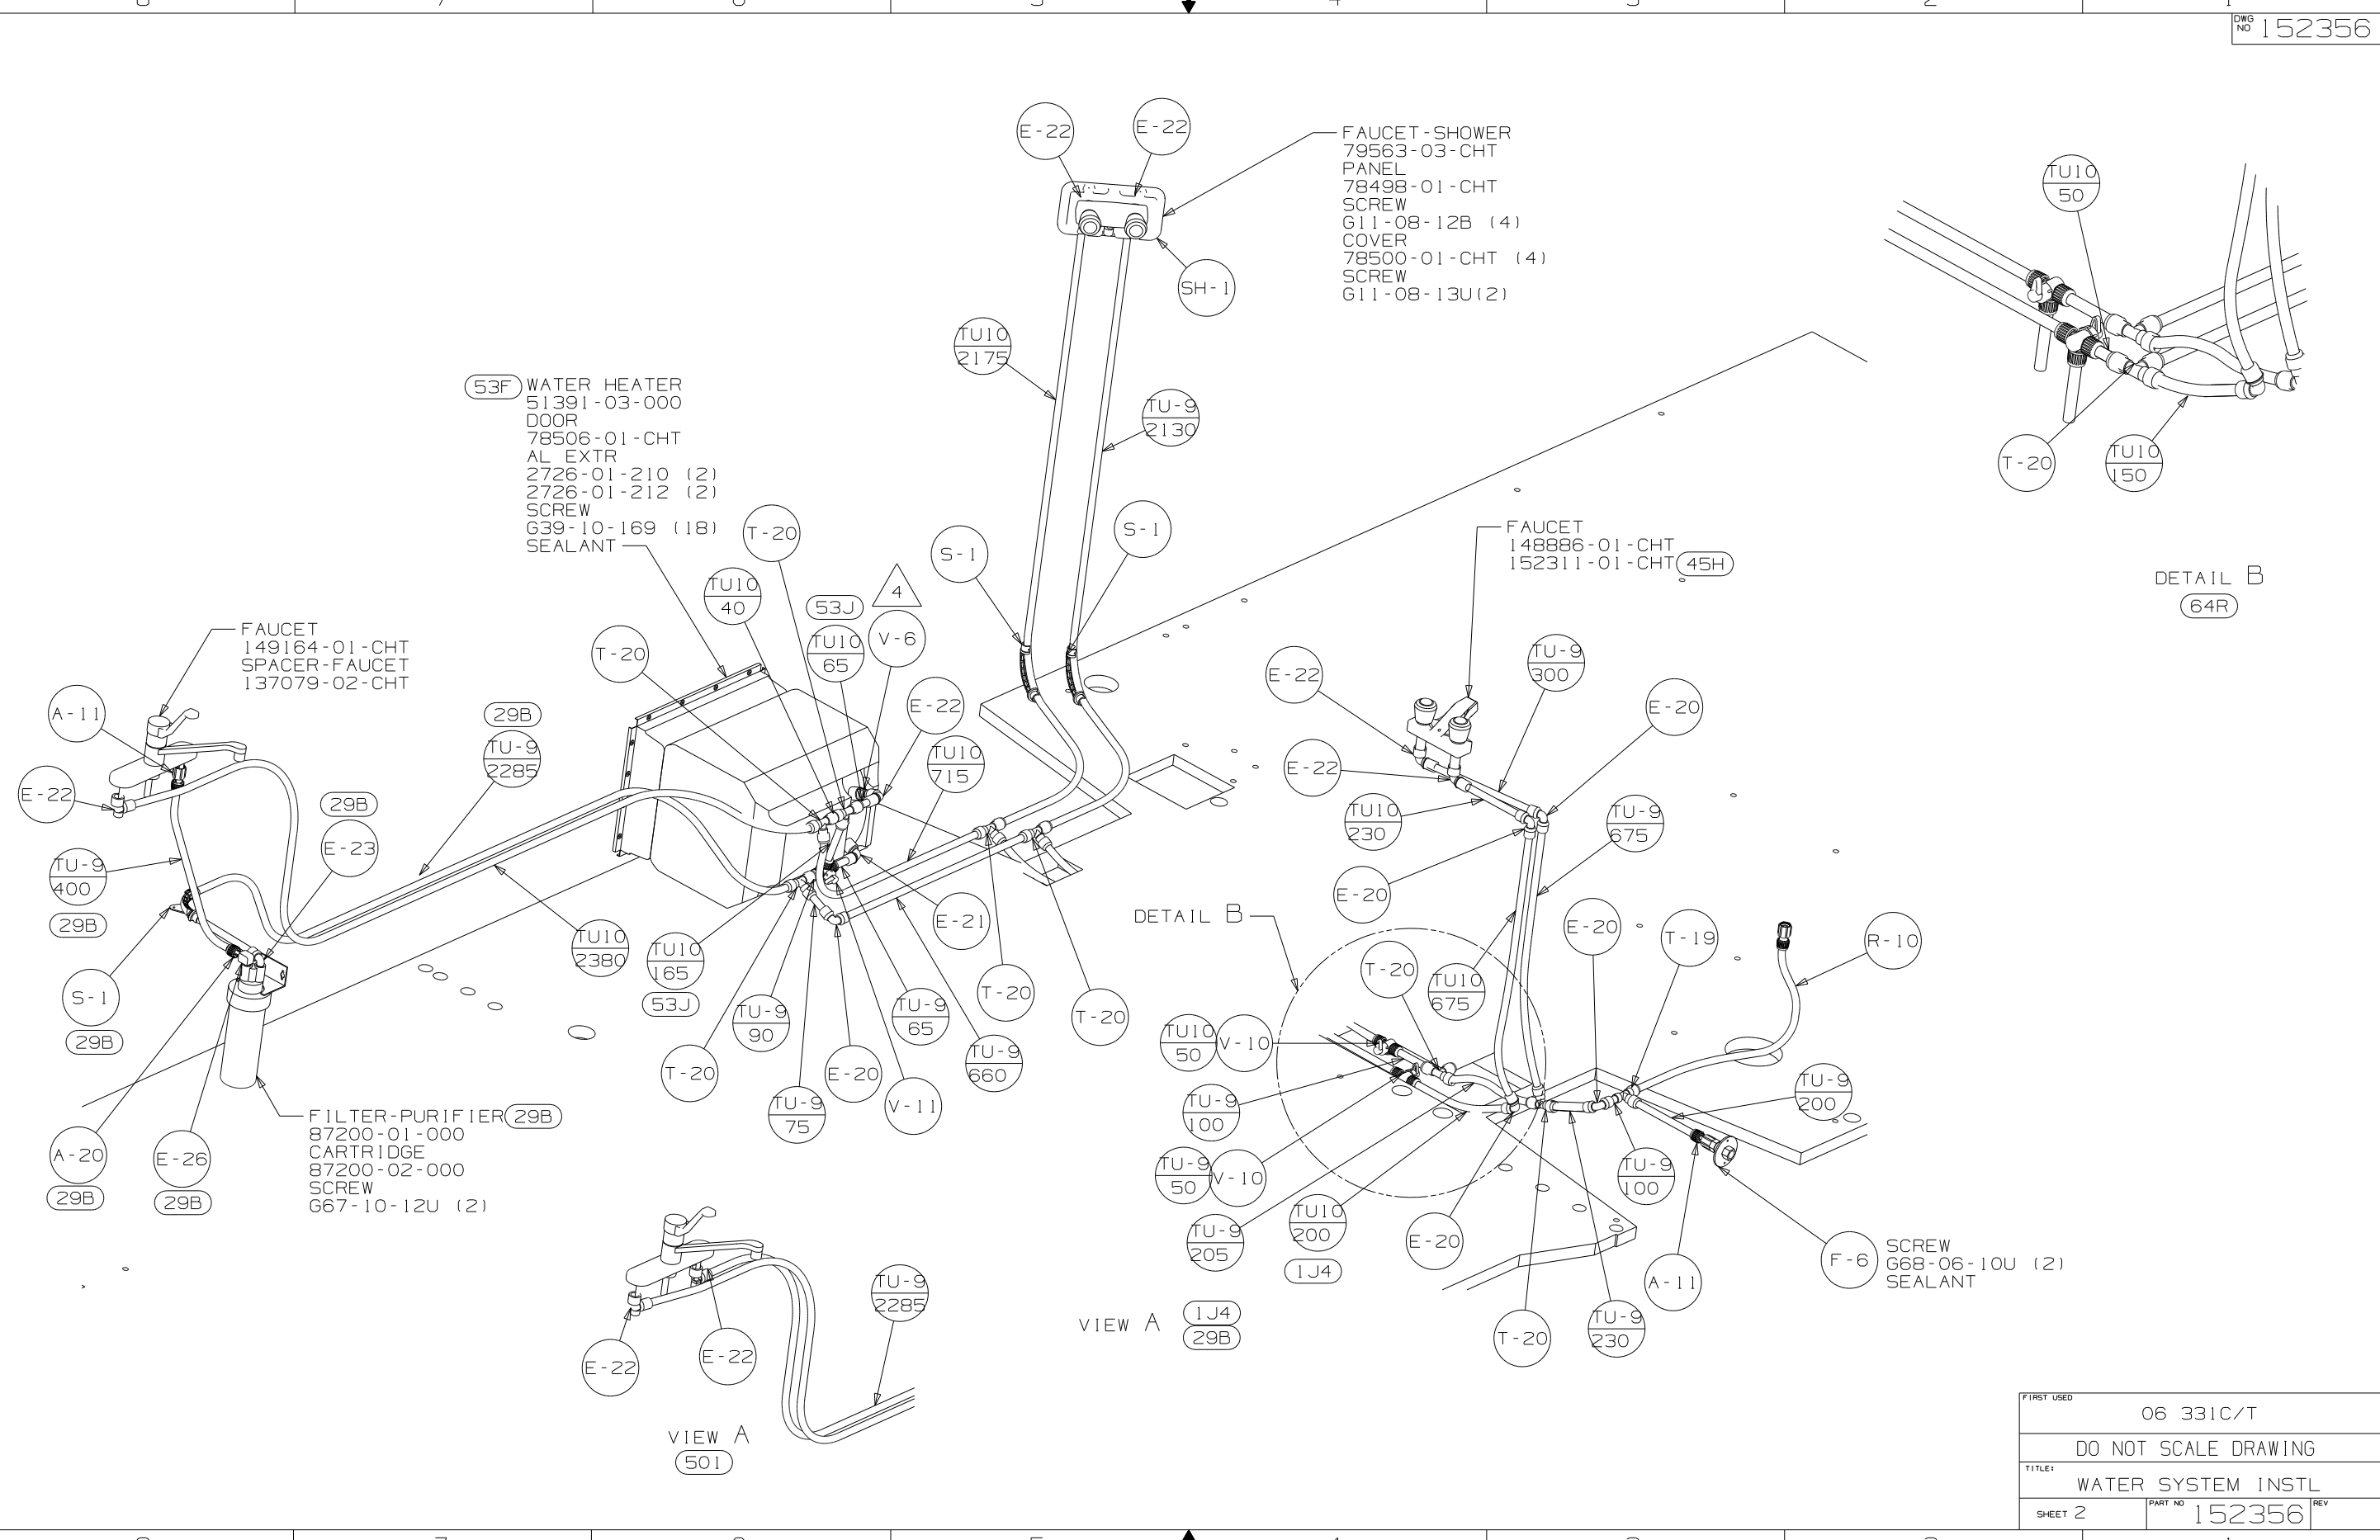 DWG NO 152356
E-22
E-22
FAUCET-SHOWER
79563-03-CHT
PANEL
78498-01-CHT
SCREW
G11-08-12B (4)
COVER
78500-01-CHT (4)
SCREW
G11-08-13U(2)
SH-1
TU10
2175
TU-9
2130
TU10
50
T-20
TU10
150
DETAIL B
64R
53F
WATER HEATER
51391-03-000
DOOR
78506-01-CHT
AL EXTR
2726-01-210 (2)
2726-01-212 (2)
SCREW
G39-10-169 (18)
SEALANT
T-20
S-1
S-1
FAUCET
148886-01-CHT
152311-01-CHT 45H
TU10
40
53J
4
TU10
65
V-6
T-20
E-22
TU10
715
FAUCET
149164-01-CHT
SPACER-FAUCET
137079-02-CHT
A-11
29B
TU-9
2285
E-22
29B
E-23
TU-9
400
29B
S-1
29B
TU10
2380
TU10
165
53J
TU-9
90
T-20
TU-9
75
E-20
V-11
TU-9
65
TU-9
660
E-21
T-20
T-20
A-20
29B
E-26
29B
FILTER-PURIFIER 29B
87200-01-000
CARTRIDGE
87200-02-000
SCREW
G67-10-12U (2)
E-22
TU-9
300
E-20
E-22
TU10
230
TU-9
675
E-20
DETAIL B
T-20
TU10
675
E-20
T-19
R-10
TU10
50
V-10
TU-9
100
TU-9
50
V-10
TU-9
205
TU10
200
1J4
E-20
TU-9
200
TU-9
100
T-20
TU-9
230
A-11
F-6
SCREW
G68-06-10U (2)
SEALANT
VIEW A
1J4
29B
E-22
E-22
TU-9
2285
VIEW A
501
FIRST USED
06 331C/T
DO NOT SCALE DRAWING
TITLE:
WATER SYSTEM INSTL
SHEET 2
PART NO
152356
REV